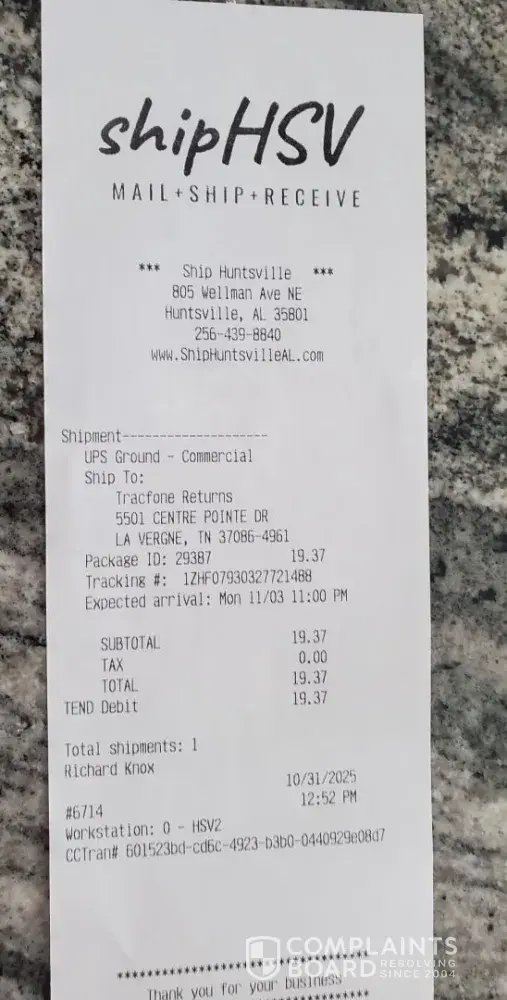 shipHSV
MAIL+SHIP+RECEIVE
*** Ship Huntsville ***
805 Wellman Ave NE
Huntsville, AL 35801
256-439-8840
www.ShipHuntsvilleAL.com
Shipment--------------------
UPS Ground - Commercial
Ship To:
Tracfone Returns
5501 CENTRE POINTE DR
LA VERGNE, TN 37086-4961
Package ID: 29387 19.37
Tracking #: 1ZHF07930327721488
Expected arrival: Mon 11/03 11:00 PM
SUBTOTAL 19.37
TAX 0.00
TOTAL 19.37
TEND Debit 19.37
Total shipments: 1
Richard Knox
10/31/2025
#6714 12:52 PM
Workstation: 0 - HSV2
CCTran# 601523bd-cd6c-4923-b3b0-0440929e08d7
COMPLAINTS
BOARD RESOLVING
SINCE 2004
********************************
Thank you for your business